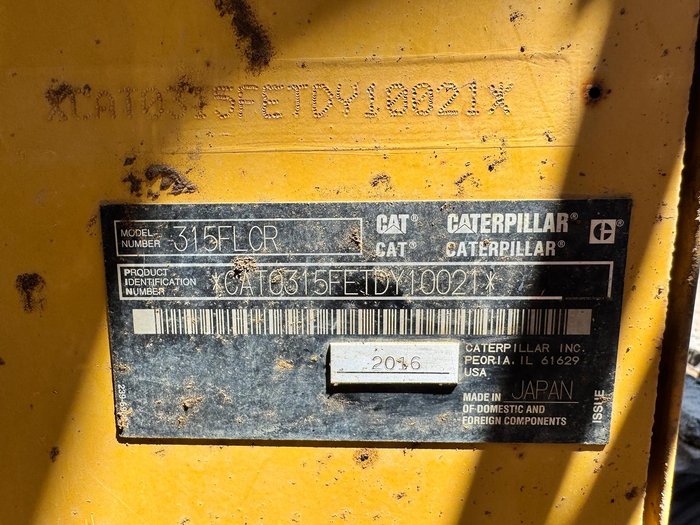 *CAT0315FETDY10021*
MODEL NUMBER 315FLCR
CAT® CATERPILLAR®
CAT® CATERPILLAR®
PRODUCT IDENTIFICATION NUMBER *CAT0315FETDY10021*
2016
CATERPILLAR INC.
PEORIA, IL 61629
USA
MADE IN JAPAN
OF DOMESTIC AND
FOREIGN COMPONENTS
ISSUE